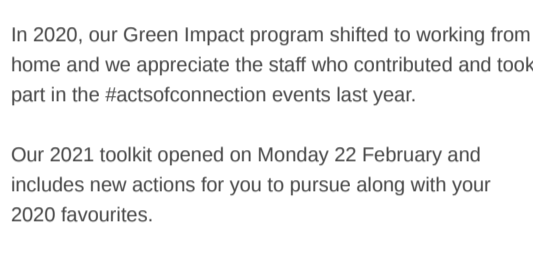 In 2020, our Green Impact program shifted to working from
home and we appreciate the staff who contributed and took
part in the #actsofconnection events last year.
Our 2021 toolkit opened on Monday 22 February and
includes new actions for you to pursue along with your
2020 favourites.